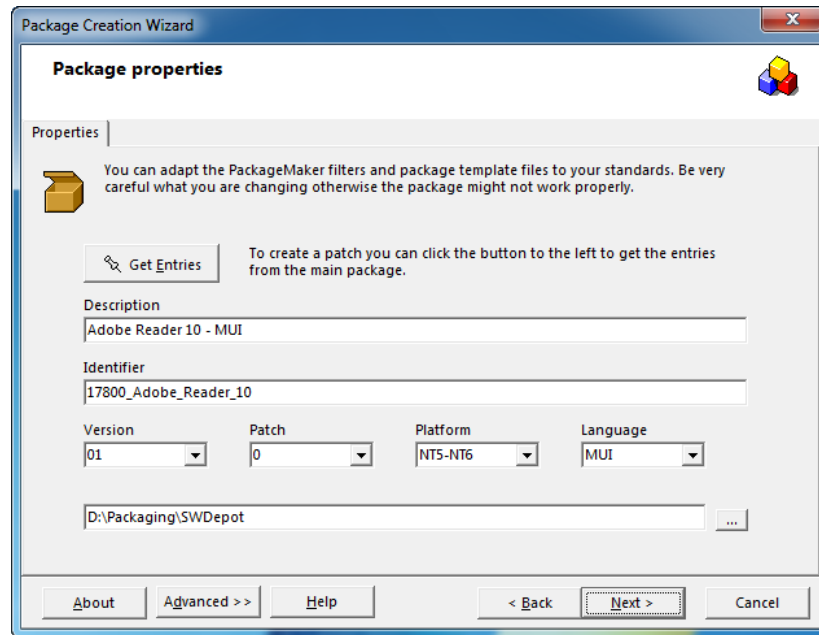 Package Creation Wizard
Package properties
Properties
You can adapt the PackageMaker filters and package template files to your standards. Be very
careful what you are changing otherwise the package might not work properly.
Get Entries
To create a patch you can click the button to the left to get the entries
from the main package.
Description
Adobe Reader 10 - MUI
Identifier
17800_Adobe_Reader_10
Version Patch Platform Language
01 0 NT5-NT6 MUI
D:\Packaging\SWDepot ...
About Advanced >> Help < Back Next > Cancel